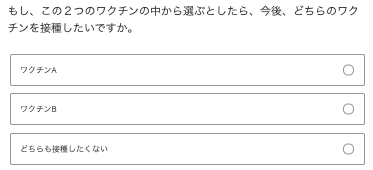 もし、この２つのワクチンの中から選ぶとしたら、今後、どちらのワク
チンを接種したいですか。
ワクチンA
ワクチンB
どちらも接種したくない